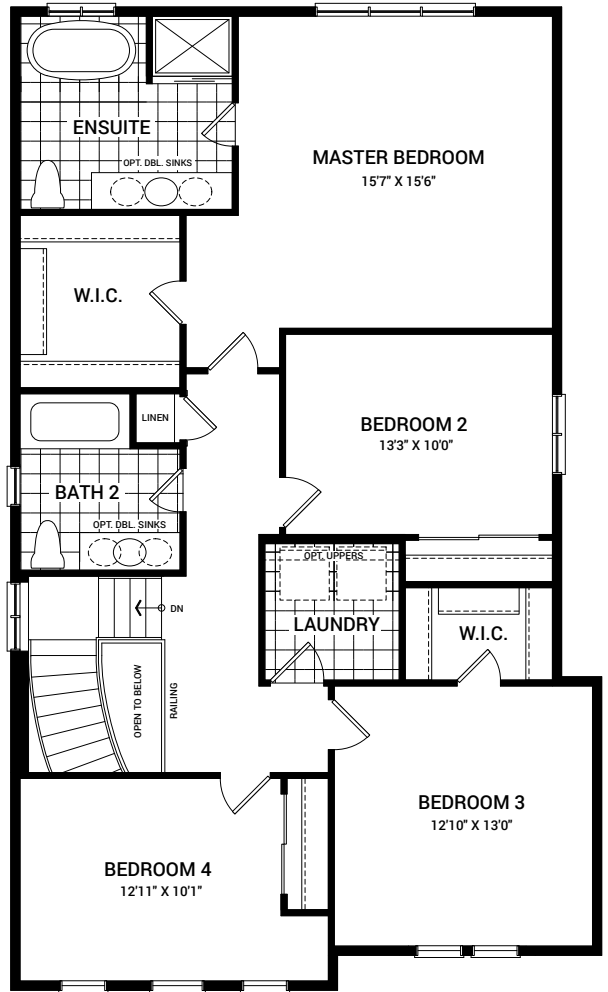 ENSUITE
OPT. DBL. SINKS
MASTER BEDROOM
15'7" X 15'6"
W.I.C.
LINEN
BEDROOM 2
13'3" X 10'0"
BATH 2
OPT. DBL. SINKS
OPT. UPPERS
LAUNDRY
W.I.C.
DN
OPEN TO BELOW
RAILING
BEDROOM 3
12'10" X 13'0"
BEDROOM 4
12'11" X 10'1"